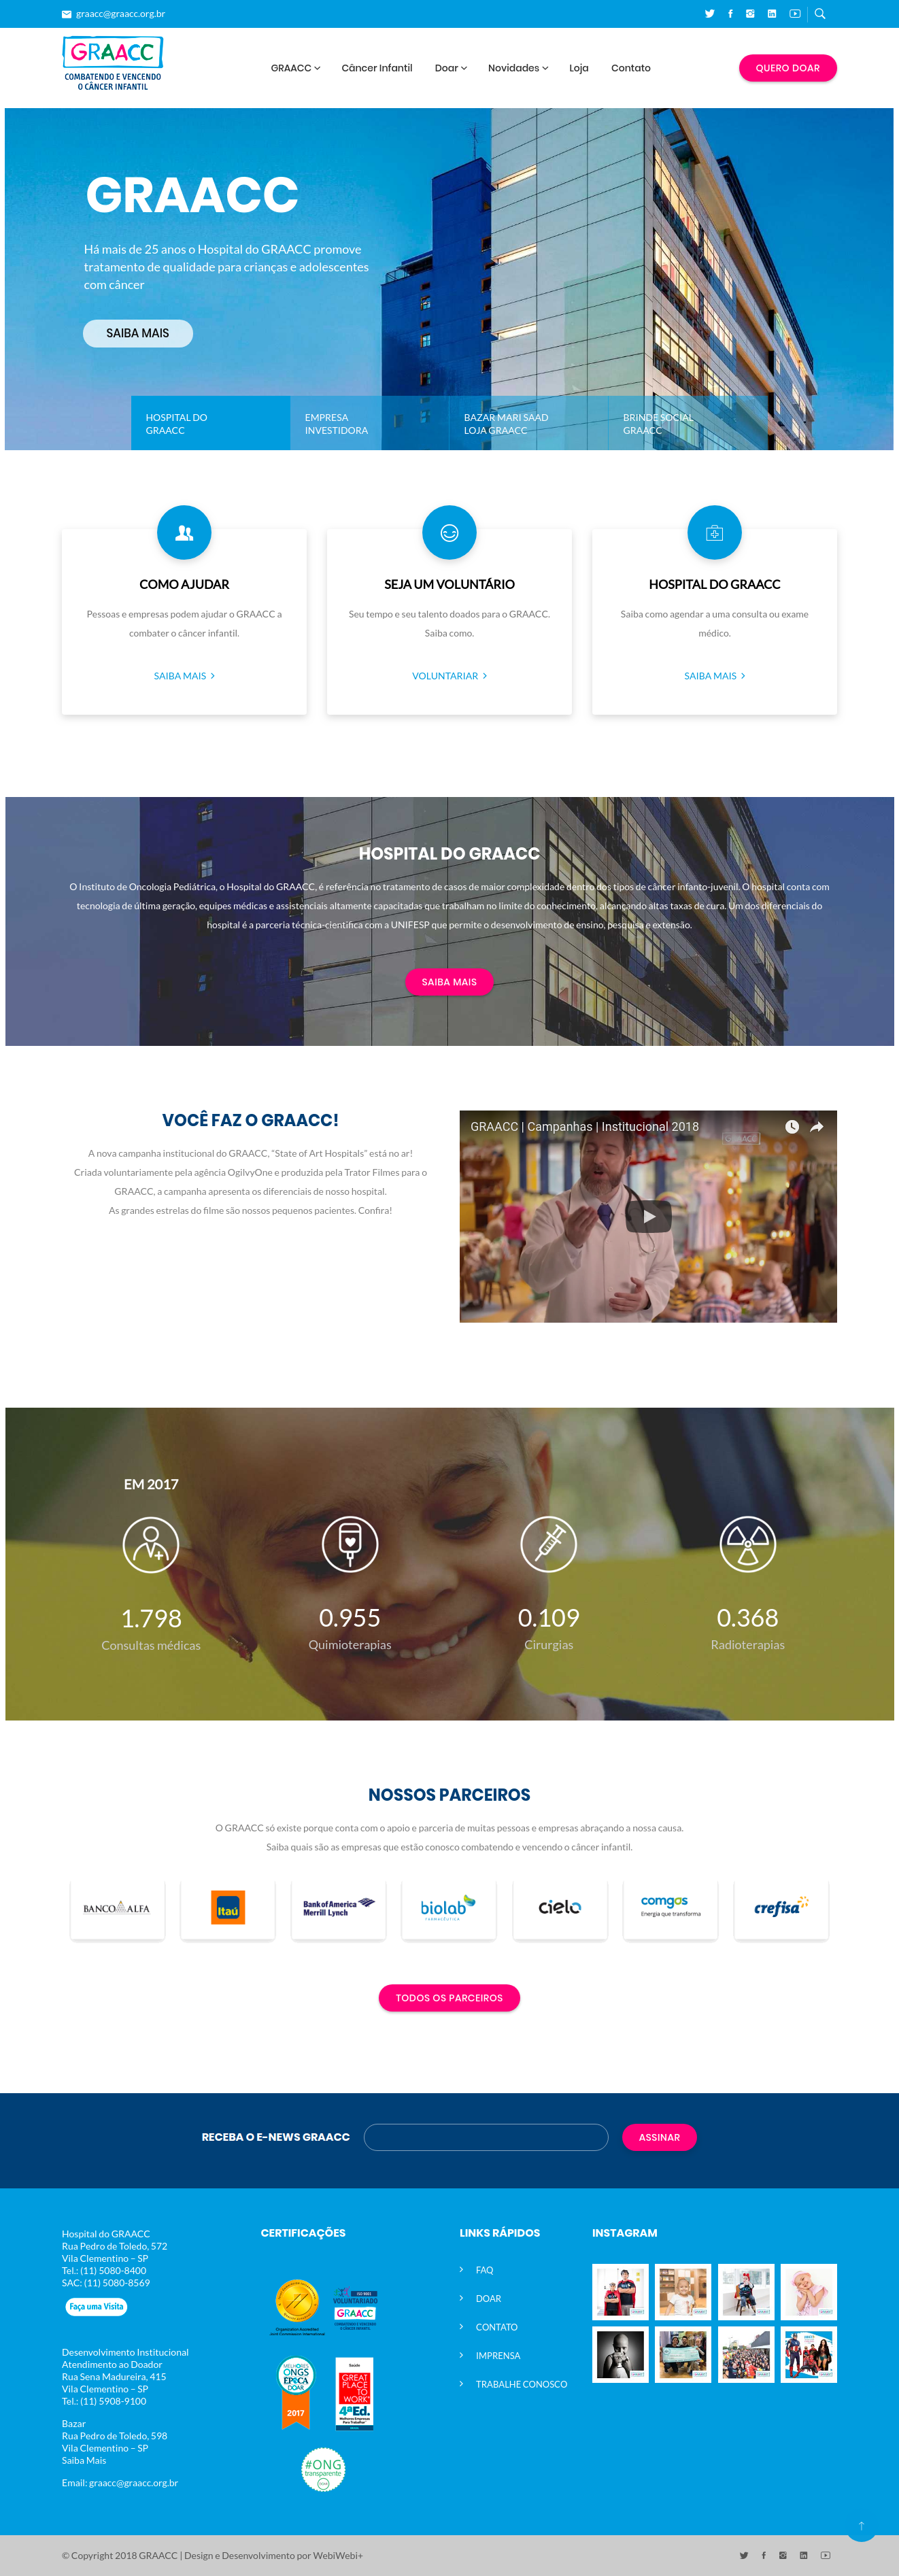 graacc@graacc.org.br
GRAACC
COMBATENDO E VENCENDO
O CÂNCER INFANTIL
GRAACC
Câncer Infantil
Doar
Novidades
Loja
Contato
QUERO DOAR
GRAACC
Há mais de 25 anos o Hospital do GRAACC promove
tratamento de qualidade para crianças e adolescentes
com câncer
SAIBA MAIS
HOSPITAL DO
GRAACC
EMPRESA
INVESTIDORA
BAZAR MARI SAAD
LOJA GRAACC
BRINDE SOCIAL
GRAACC
COMO AJUDAR
Pessoas e empresas podem ajudar o GRAACC a
combater o câncer infantil.
SAIBA MAIS
SEJA UM VOLUNTÁRIO
Seu tempo e seu talento doados para o GRAACC.
Saiba como.
VOLUNTARIAR
HOSPITAL DO GRAACC
Saiba como agendar a uma consulta ou exame
médico.
SAIBA MAIS
HOSPITAL DO GRAACC
O Instituto de Oncologia Pediátrica, o Hospital do GRAACC, é referência no tratamento de casos de maior complexidade dentro dos tipos de câncer infanto-juvenil. O hospital conta com
tecnologia de última geração, equipes médicas e assistenciais altamente capacitadas que trabalham no limite do conhecimento, alcançando altas taxas de cura. Um dos diferenciais do
hospital é a parceria técnica-científica com a UNIFESP que permite o desenvolvimento de ensino, pesquisa e extensão.
SAIBA MAIS
VOCÊ FAZ O GRAACC!
A nova campanha institucional do GRAACC, "State of Art Hospitals" está no ar!
Criada voluntariamente pela agência OgilvyOne e produzida pela Trator Filmes para o
GRAACC, a campanha apresenta os diferenciais de nosso hospital.
As grandes estrelas do filme são nossos pequenos pacientes. Confira!
GRAACC | Campanhas | Institucional 2018
GRAACC
EM 2017
1.798
Consultas médicas
0.955
Quimioterapias
0.109
Cirurgias
0.368
Radioterapias
NOSSOS PARCEIROS
O GRAACC só existe porque conta com o apoio e parceria de muitas pessoas e empresas abraçando a nossa causa.
Saiba quais são as empresas que estão conosco combatendo e vencendo o câncer infantil.
BANCO ALFA
Itaú
Bank of America
Merrill Lynch
biolab
FARMACÊUTICA
cielo
comgas
Energia que transforma
crefisa
TODOS OS PARCEIROS
RECEBA O E-NEWS GRAACC
ASSINAR
Hospital do GRAACC
Rua Pedro de Toledo, 572
Vila Clementino – SP
Tel.: (11) 5080-8400
SAC: (11) 5080-8569
Faça uma Visita
Desenvolvimento Institucional
Atendimento ao Doador
Rua Sena Madureira, 415
Vila Clementino – SP
Tel.: (11) 5908-9100
Bazar
Rua Pedro de Toledo, 598
Vila Clementino – SP
Saiba Mais
Email: graacc@graacc.org.br
CERTIFICAÇÕES
VOLUNTARIADO
GRAACC
MELHORES
ONGS
EPOCA
DOAR
2017
Saúde
GREAT
PLACE
TO
WORK
4ªEd.
Melhores Empresas
Para Trabalhar
#ONG
transparente
LINKS RÁPIDOS
FAQ
DOAR
CONTATO
IMPRENSA
TRABALHE CONOSCO
INSTAGRAM
© Copyright 2018 GRAACC | Design e Desenvolvimento por WebiWebi+